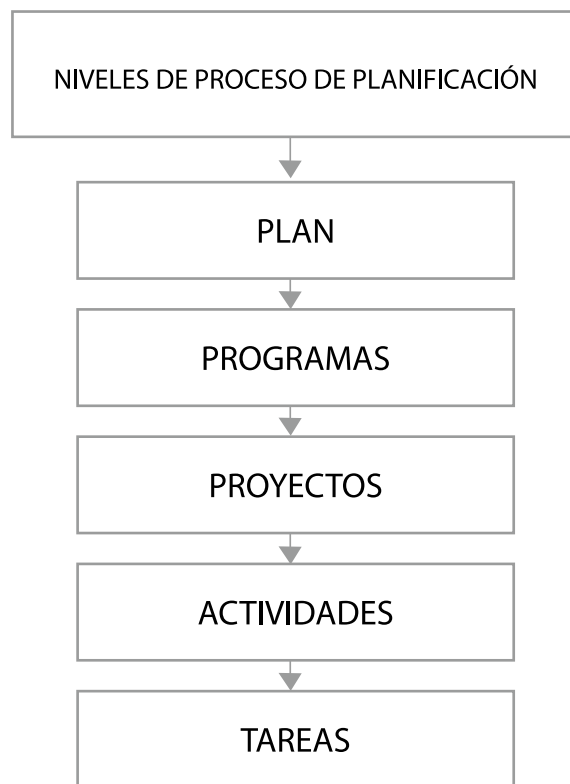 NIVELES DE PROCESO DE PLANIFICACIÓN
PLAN
PROGRAMAS
PROYECTOS
ACTIVIDADES
TAREAS